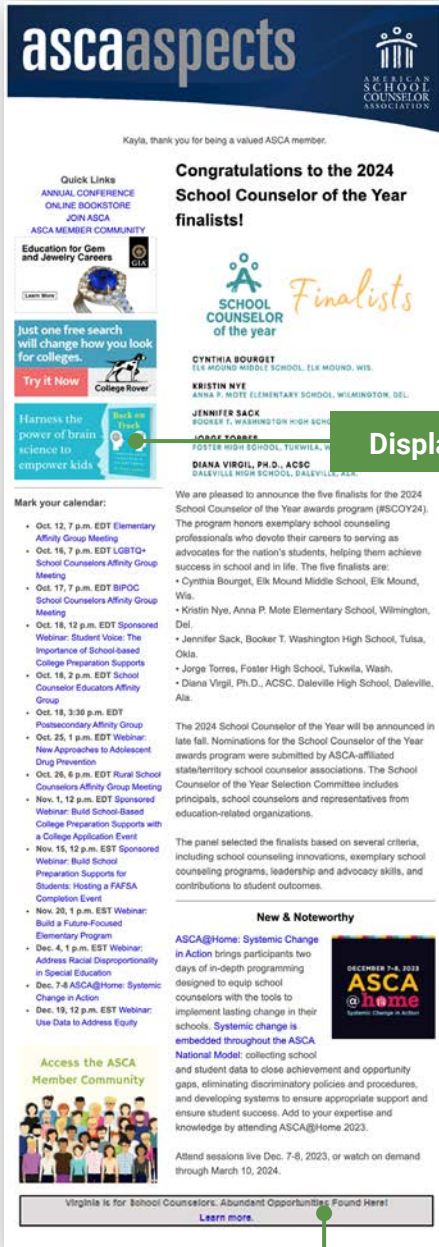 ascaaspects
AMERICAN
SCHOOL
COUNSELOR
ASSOCIATION
Kayla, thank you for being a valued ASCA member.
Quick Links
ANNUAL CONFERENCE
ONLINE BOOKSTORE
JOIN ASCA
ASCA MEMBER COMMUNITY
Education for Gem
and Jewelry Careers
GIA
Learn More
Just one free search
will change how you look
for colleges.
Try it Now
College Rover
Harness the
power of brain
science to
empower kids
Back on
Track
Mark your calendar:
• Oct. 12, 7 p.m. EDT Elementary
Affinity Group Meeting
• Oct. 16, 7 p.m. EDT LGBTQ+
School Counselors Affinity Group
Meeting
• Oct. 17, 7 p.m. EDT BIPOC
School Counselors Affinity Group
Meeting
• Oct. 18, 12 p.m. EDT Sponsored
Webinar: Student Voice: The
Importance of School-based
College Preparation Supports
• Oct. 18, 2 p.m. EDT School
Counselor Educators Affinity
Group
• Oct. 18, 3:30 p.m. EDT
Postsecondary Affinity Group
• Oct. 25, 1 p.m. EDT Webinar:
New Approaches to Adolescent
Drug Prevention
• Oct. 26, 6 p.m. EDT Rural School
Counselors Affinity Group Meeting
• Nov. 1, 12 p.m. EDT Sponsored
Webinar: Build School-Based
College Preparation Supports with
a College Application Event
• Nov. 15, 12 p.m. EST Sponsored
Webinar: Build School
Preparation Supports for
Students: Hosting a FAFSA
Completion Event
• Nov. 20, 1 p.m. EST Webinar:
Build a Future-Focused
Elementary Program
• Dec. 4, 1 p.m. EST Webinar:
Address Racial Disproportionality
in Special Education
• Dec. 7-8 ASCA@Home: Systemic
Change in Action
• Dec. 19, 12 p.m. EST Webinar:
Use Data to Address Equity
Access the ASCA
Member Community
Congratulations to the 2024
School Counselor of the Year
finalists!
SCHOOL
COUNSELOR
of the year
Finalists
CYNTHIA BOURGET
ELK MOUND MIDDLE SCHOOL, ELK MOUND, WIS.
KRISTIN NYE
ANNA P. MOTE ELEMENTARY SCHOOL, WILMINGTON, DEL.
JENNIFER SACK
BOOKER T. WASHINGTON HIGH SCHO
JORGE TORRES
FOSTER HIGH SCHOOL, TUKWILA, W
DIANA VIRGIL, PH.D., ACSC
DALEVILLE HIGH SCHOOL, DALEVILLE, ALA.
Displa
We are pleased to announce the five finalists for the 2024
School Counselor of the Year awards program (#SCOY24).
The program honors exemplary school counseling
professionals who devote their careers to serving as
advocates for the nation's students, helping them achieve
success in school and in life. The five finalists are:
• Cynthia Bourget, Elk Mound Middle School, Elk Mound,
Wis.
• Kristin Nye, Anna P. Mote Elementary School, Wilmington,
Del.
• Jennifer Sack, Booker T. Washington High School, Tulsa,
Okla.
• Jorge Torres, Foster High School, Tukwila, Wash.
• Diana Virgil, Ph.D., ACSC, Daleville High School, Daleville,
Ala.
The 2024 School Counselor of the Year will be announced in
late fall. Nominations for the School Counselor of the Year
awards program were submitted by ASCA-affiliated
state/territory school counselor associations. The School
Counselor of the Year Selection Committee includes
principals, school counselors and representatives from
education-related organizations.
The panel selected the finalists based on several criteria,
including school counseling innovations, exemplary school
counseling programs, leadership and advocacy skills, and
contributions to student outcomes.
New & Noteworthy
ASCA@Home: Systemic Change
in Action brings participants two
days of in-depth programming
designed to equip school
counselors with the tools to
implement lasting change in their
schools. Systemic change is
embedded throughout the ASCA
National Model: collecting school
and student data to close achievement and opportunity
gaps, eliminating discriminatory policies and procedures,
and developing systems to ensure appropriate support and
ensure student success. Add to your expertise and
knowledge by attending ASCA@Home 2023.
DECEMBER 7–8, 2023
ASCA
@home
Systemic Change in Action
Attend sessions live Dec. 7-8, 2023, or watch on demand
through March 10, 2024.
Virginia is for School Counselors. Abundant Opportunities Found Here!
Learn more.